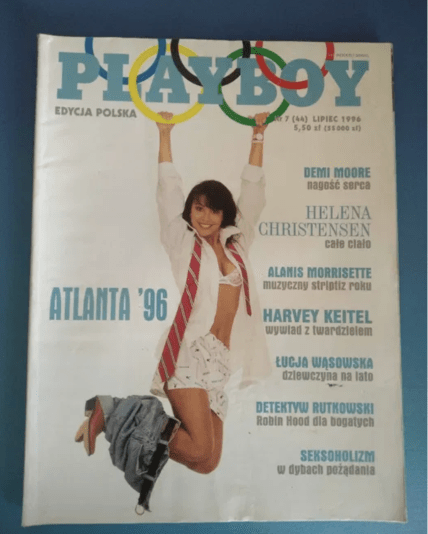 PLAYBOY
EDYCJA POLSKA
nr 7 (44) LIPIEC 1996
5,50 zł (55 000 zł)
DEMI MOORE
nagość serca
HELENA
CHRISTENSEN
całe ciało
ALANIS MORRISETTE
muzyczny striptiz roku
ATLANTA '96
HARVEY KEITEL
wywiad z twardzielem
ŁUCJA WĄSOWSKA
dziewczyna na lato
DETEKTYW RUTKOWSKI
Robin Hood dla bogatych
SEKSOHOLIZM
w dybach pożądania